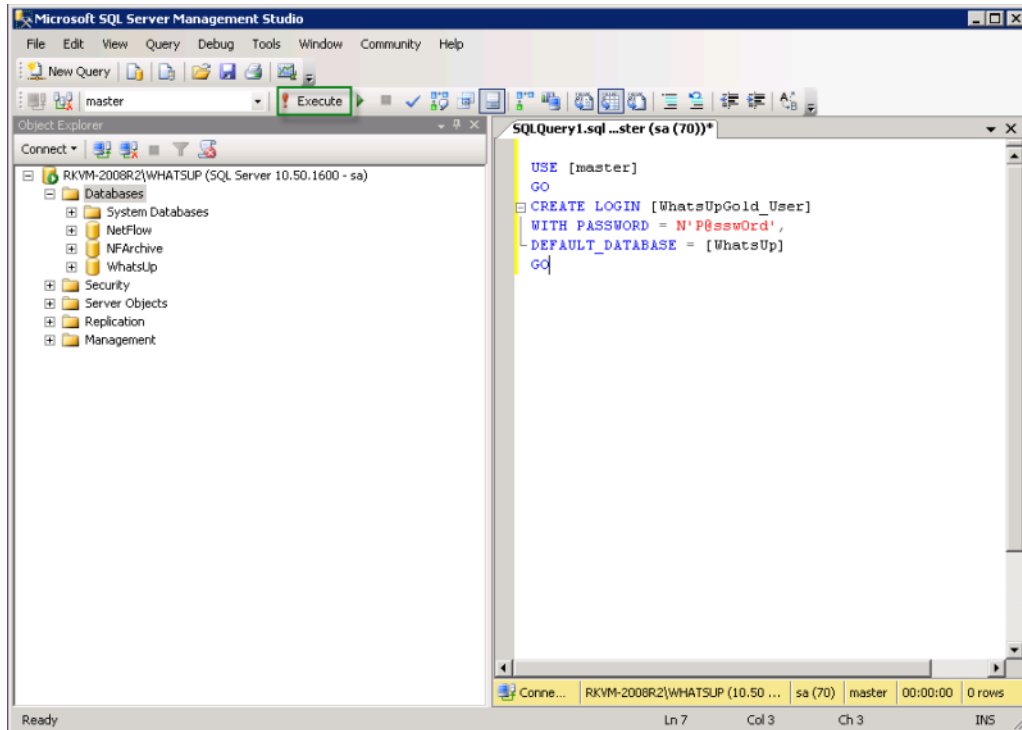 Microsoft SQL Server Management Studio
File Edit View Query Debug Tools Window Community Help
New Query
master Execute
Object Explorer
SQLQuery1.sql ...ster (sa (70))*
Connect
RKVM-2008R2\WHATSUP (SQL Server 10.50.1600 - sa)
Databases
System Databases
NetFlow
NFArchive
WhatsUp
Security
Server Objects
Replication
Management
USE [master]
GO
CREATE LOGIN [WhatsUpGold_User]
WITH PASSWORD = N'P@ssw0rd',
DEFAULT_DATABASE = [WhatsUp]
GO
Conne... RKVM-2008R2\WHATSUP (10.50 ... sa (70) master 00:00:00 0 rows
Ready Ln 7 Col 3 Ch 3 INS